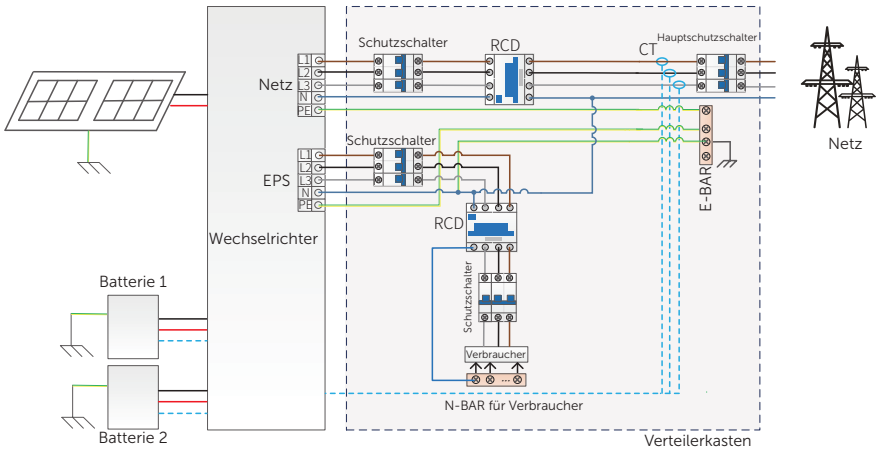 Schutzschalter
RCD
CT
Hauptschutzschalter
L1
L2
L3
N
PE
Netz
Netz
Schutzschalter
L1
L2
L3
N
PE
EPS
E-BAR
RCD
Wechselrichter
Schutzschalter
Batterie 1
Verbraucher
...
N-BAR für Verbraucher
Batterie 2
Verteilerkasten